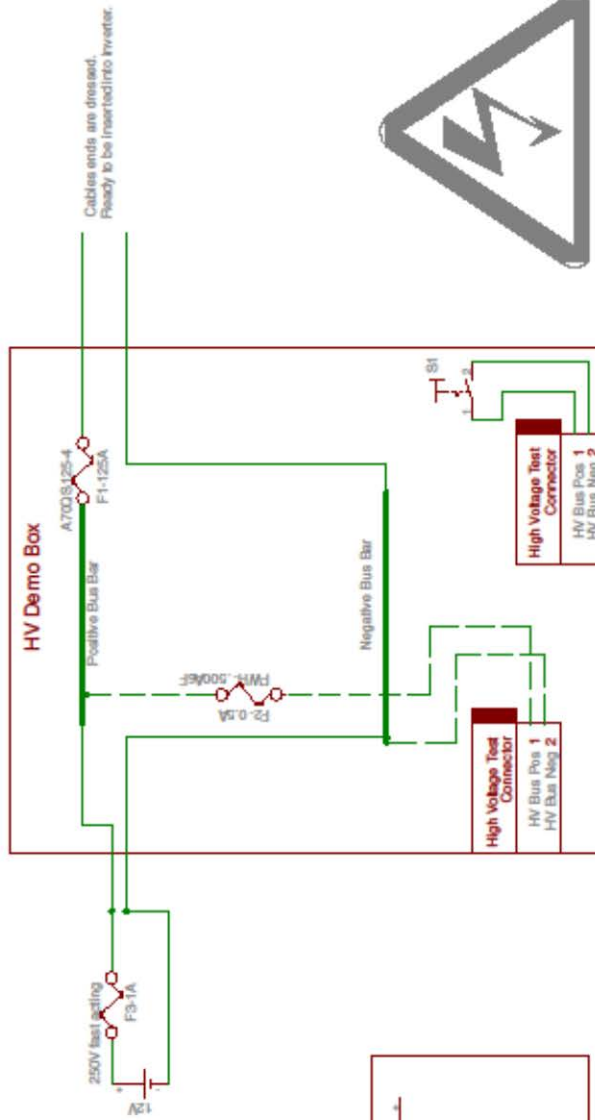 Cables ends are dressed.
Ready to be inserted into Inverter.
HV Demo Box
A70QS125-4
F1-125A
Positive Bus Bar
Negative Bus Bar
F2-0.5A
S1
1
2
High Voltage Test
Connector
HV Bus Pos 1
HV Bus Neg 2
High Voltage Test
Connector
HV Bus Pos 1
HV Bus Neg 2
250V fast acting
F3-1A
+
-
12V
+